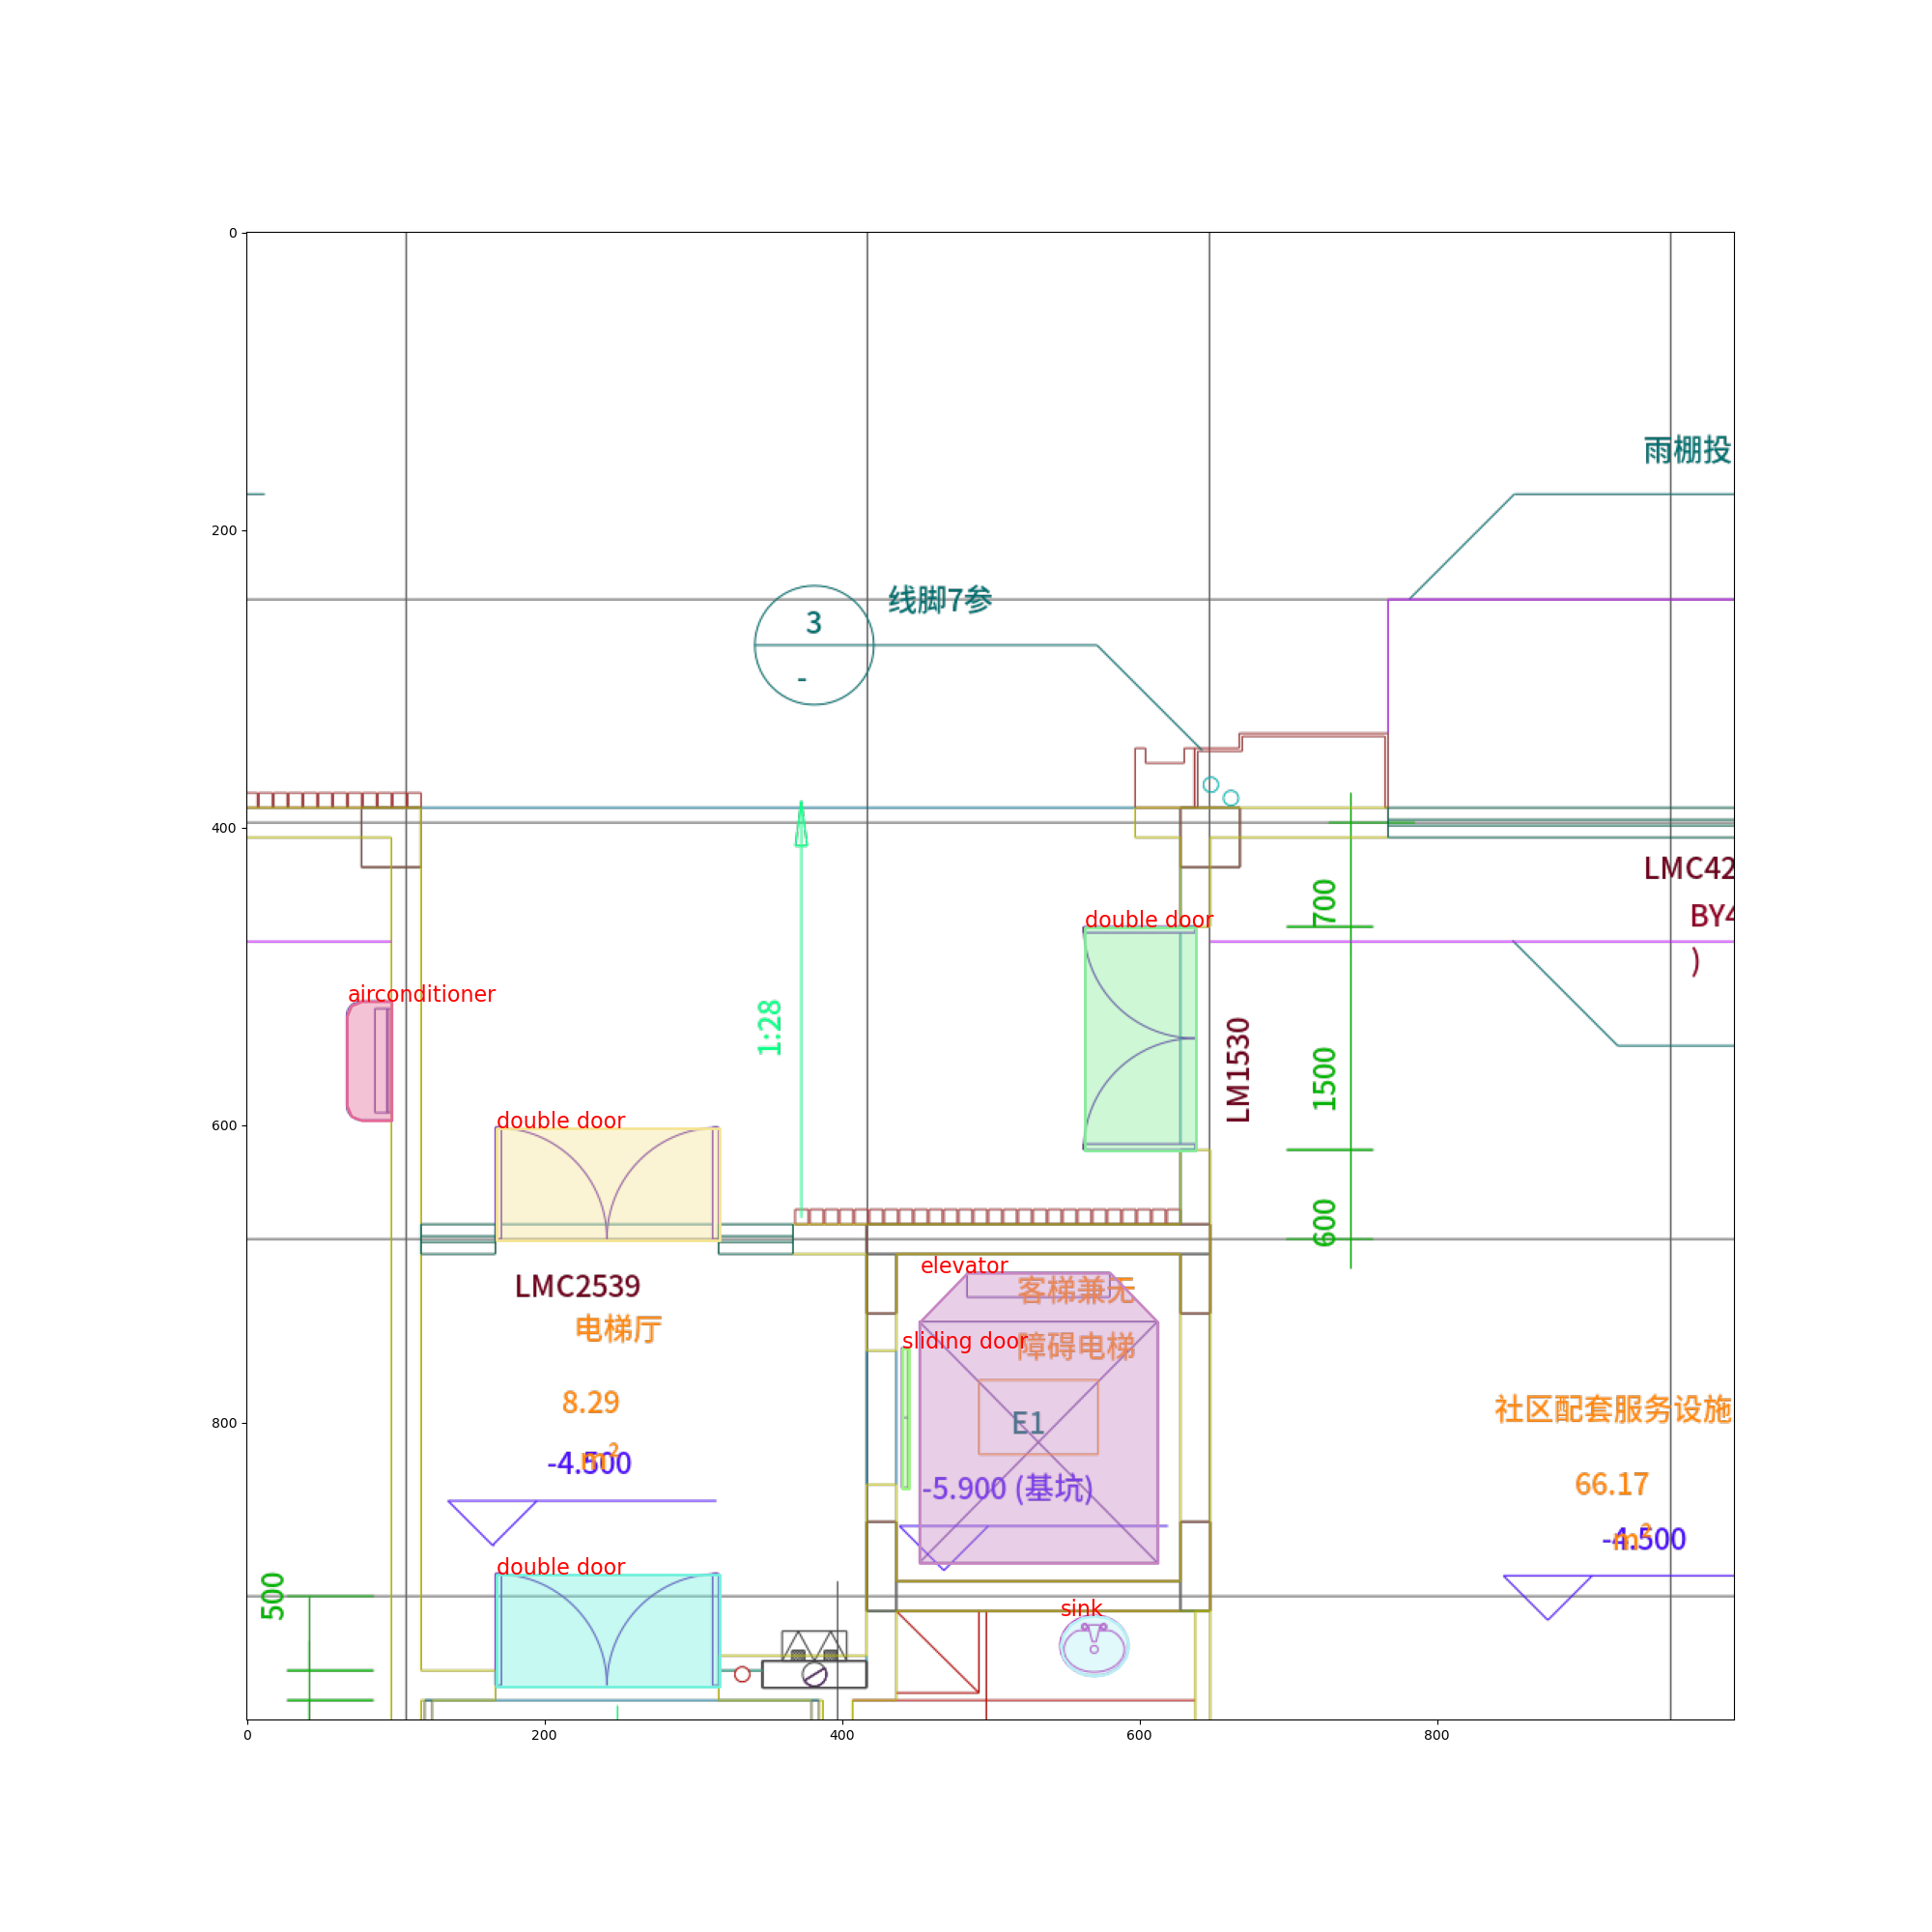 0
雨棚投
200
线脚7参
3
-
400
LMC42
700
BY4
double door
)
airconditioner
1:28
LM1530
1500
600
double door
600
elevator
LMC2539
客梯兼无
电梯厅
sliding door
障碍电梯
8.29
E1
800
社区配套服务设施
m²
-4.500
-5.900 (基坑)
66.17
m²
-4.500
double door
500
sink
0
200
400
600
800